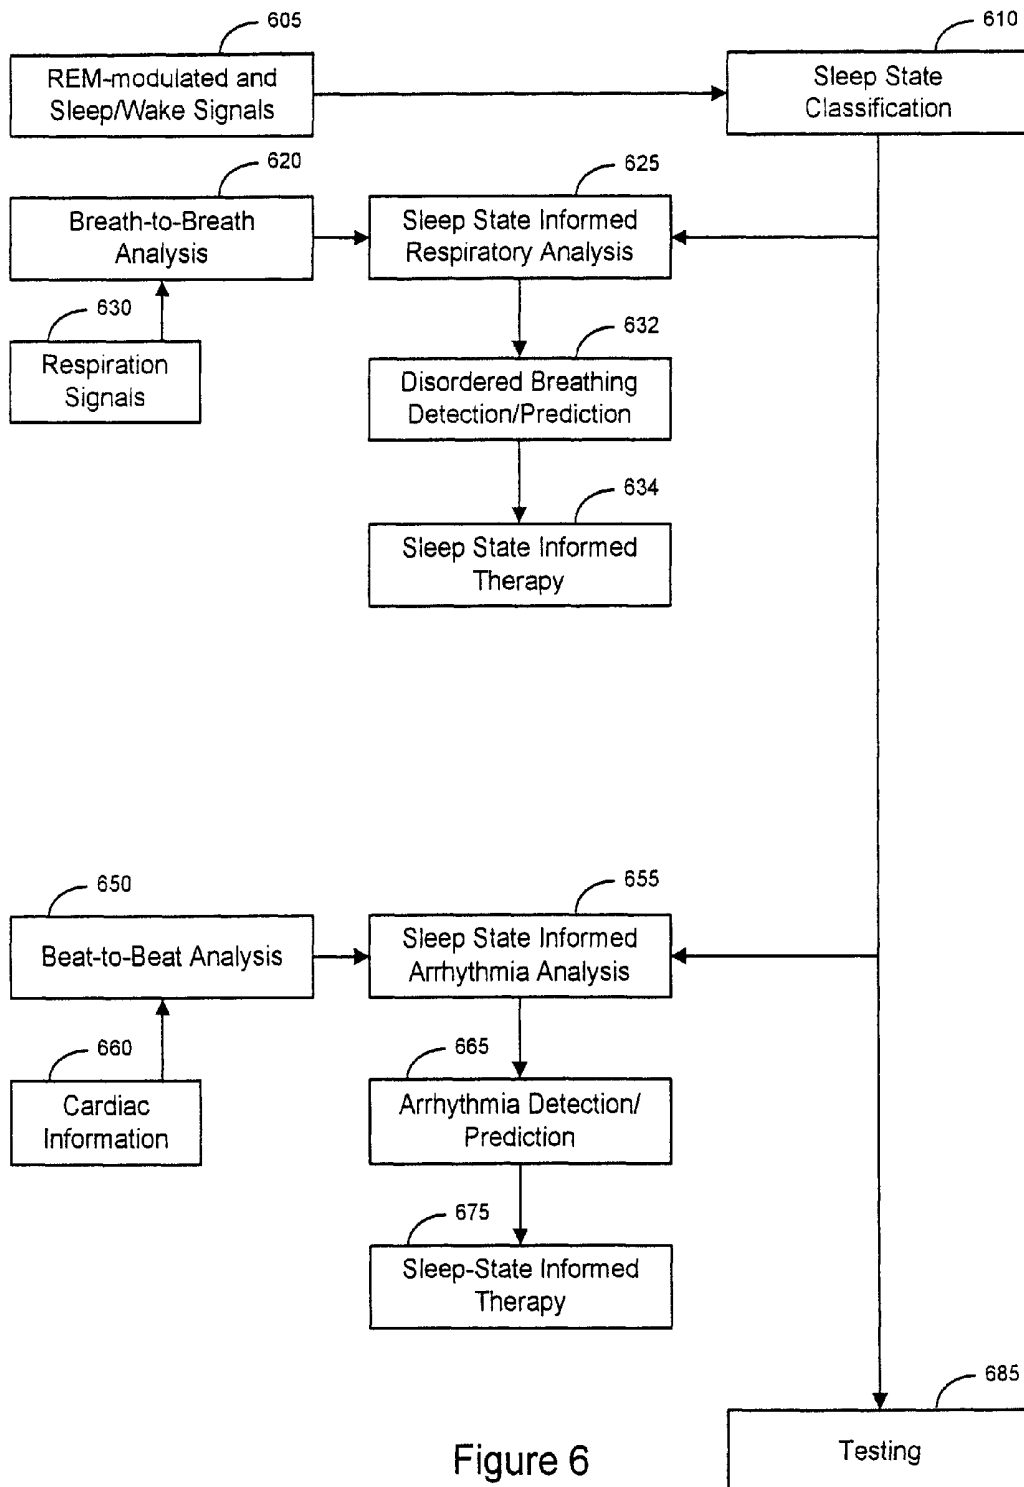 605
REM-modulated and
Sleep/Wake Signals
610
Sleep State
Classification
620
Breath-to-Breath
Analysis
625
Sleep State Informed
Respiratory Analysis
630
Respiration
Signals
632
Disordered Breathing
Detection/Prediction
634
Sleep State Informed
Therapy
650
Beat-to-Beat Analysis
655
Sleep State Informed
Arrhythmia Analysis
660
Cardiac
Information
665
Arrhythmia Detection/
Prediction
675
Sleep-State Informed
Therapy
685
Testing
Figure 6